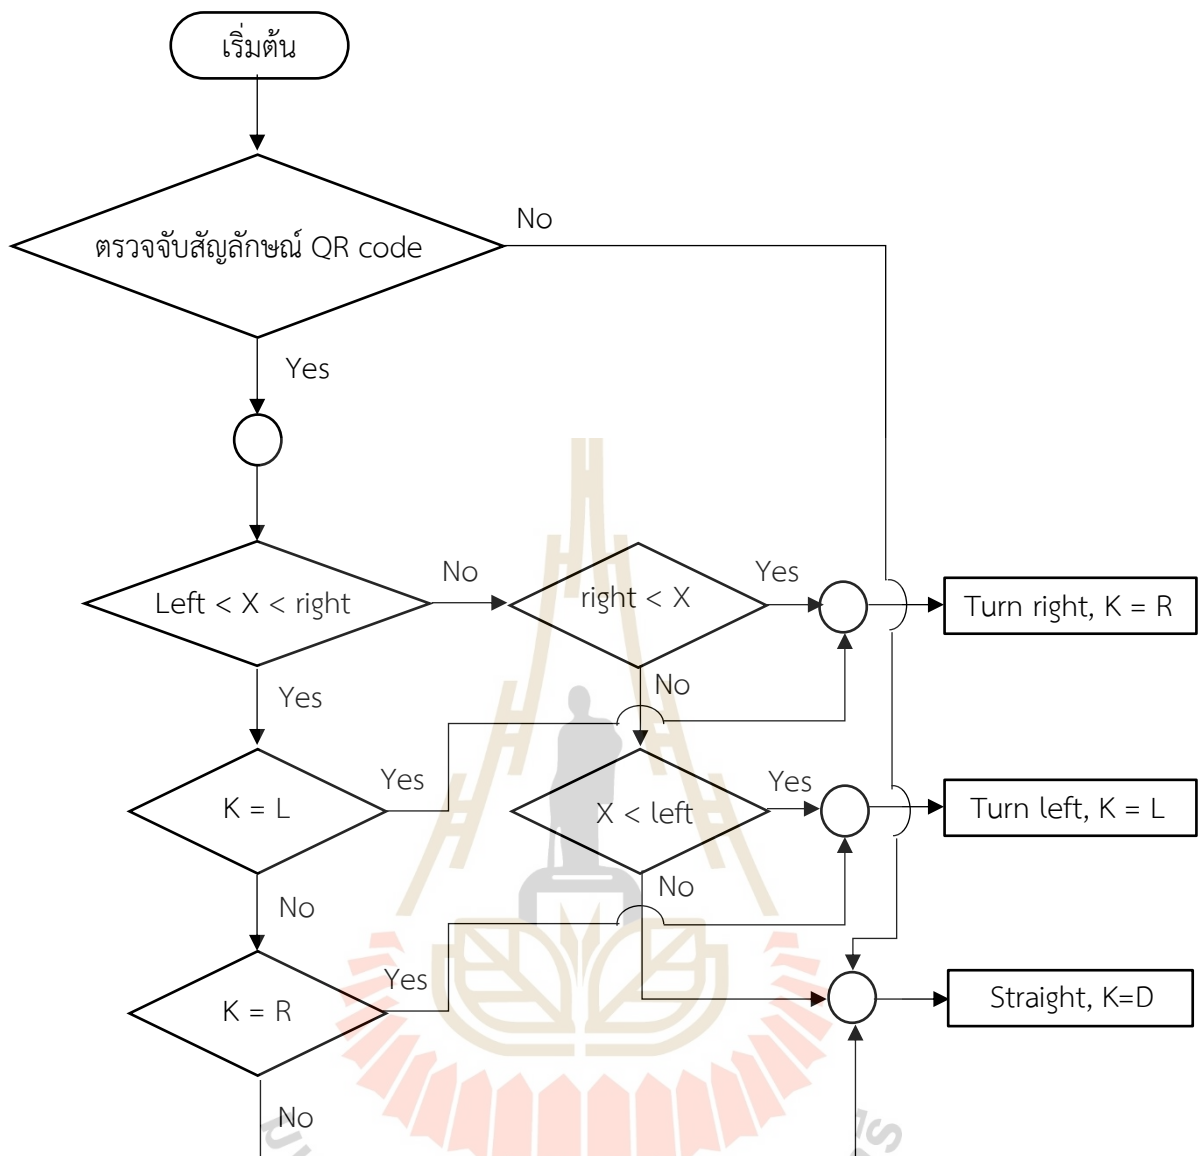 เริ่มต้น
No
ตรวจจับสัญลักษณ์ QR code
Yes
No
Yes
Left < X < right
right < X
Turn right, K = R
Yes
No
Yes
Yes
K = L
X < left
Turn left, K = L
No
No
Yes
K = R
Straight, K=D
No